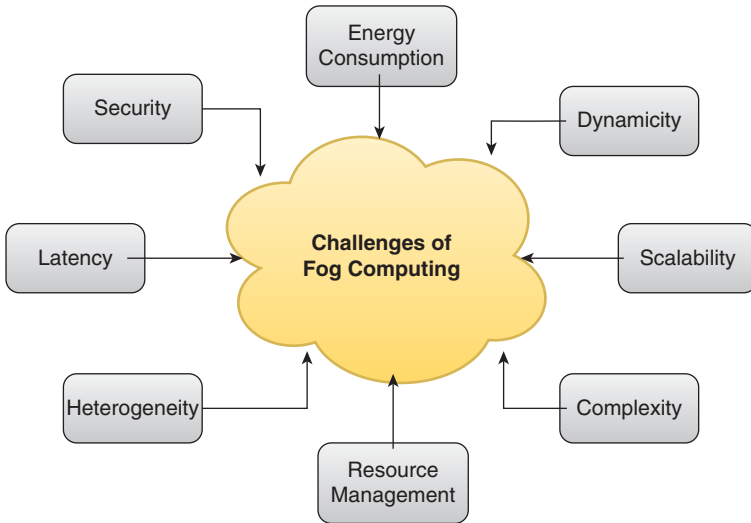 Energy
Consumption
Security
Dynamicity
Challenges of
Fog Computing
Latency
Scalability
Heterogeneity
Complexity
Resource
Management